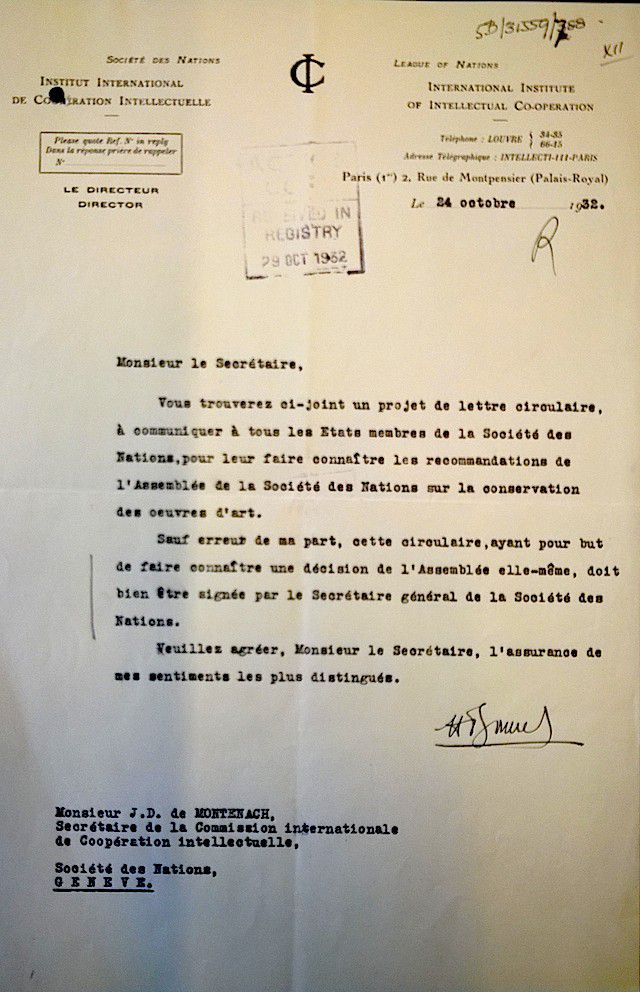 5B/31559/788
XII
SOCIÉTÉ DES NATIONS
INSTITUT INTERNATIONAL
DE COOPÉRATION INTELLECTUELLE
Please quote Ref. N° in reply
Dans la réponse prière de rappeler
N°
LE DIRECTEUR
DIRECTOR
IC
LEAGUE OF NATIONS
INTERNATIONAL INSTITUTE
OF INTELLECTUAL CO-OPERATION
Téléphone : LOUVRE } 34-35
66-15
Adresse Télégraphique : INTELLECTI-111-PARIS
Paris (1er) 2, Rue de Montpensier (Palais-Royal)
Le 24 octobre 1932.
R
RECEIVED IN
REGISTRY
29 OCT 1932
Monsieur le Secrétaire,
Vous trouverez ci-joint un projet de lettre circulaire,
à communiquer à tous les Etats membres de la Société des
Nations,pour leur faire connaître les recommandations de
l'Assemblée de la Société des Nations sur la conservation
des oeuvres d'art.
Sauf erreur de ma part, cette circulaire,ayant pour but
de faire connaître une décision de l'Assemblée elle-même, doit
bien être signée par le Secrétaire général de la Société des
Nations.
Veuillez agréer, Monsieur le Secrétaire, l'assurance de
mes sentiments les plus distingués.
Monsieur J.D. de MONTENACH,
Secrétaire de la Commission internationale
de Coopération intellectuelle,
Société des Nations,
G E N E V E.